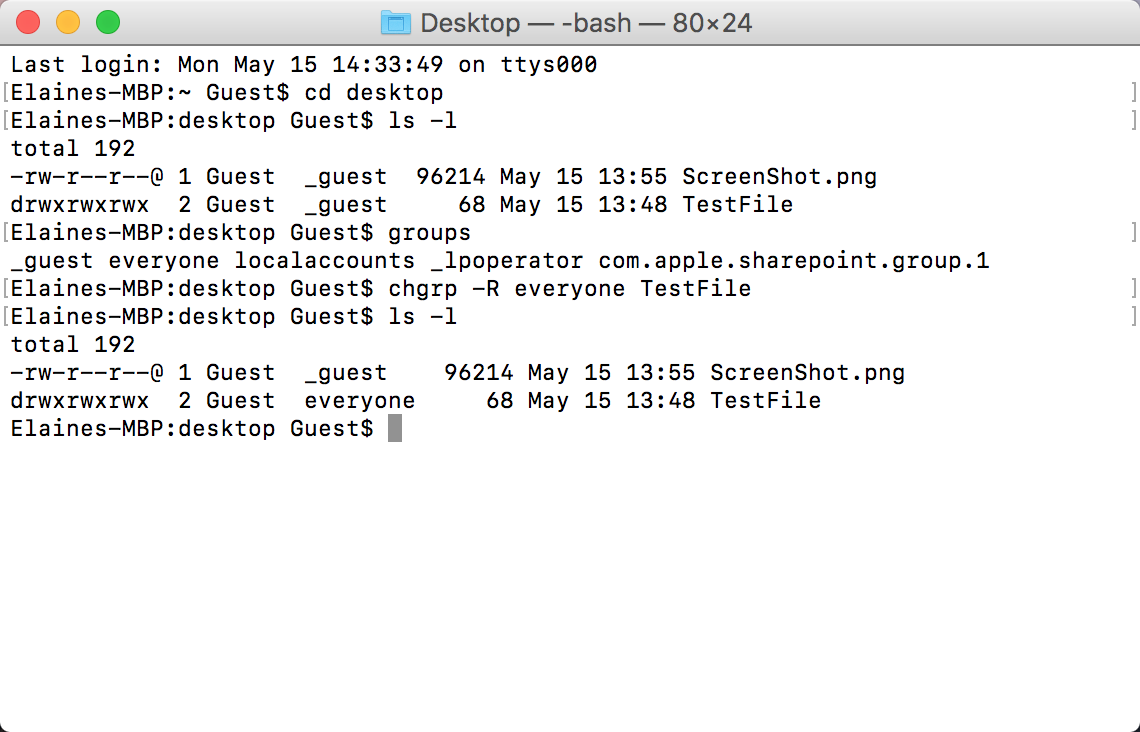 Desktop — -bash — 80×24
Last login: Mon May 15 14:33:49 on ttys000
[Elaines-MBP:~ Guest$ cd desktop ]
[Elaines-MBP:desktop Guest$ ls -l ]
total 192
-rw-r--r--@ 1 Guest  _guest  96214 May 15 13:55 ScreenShot.png
drwxrwxrwx  2 Guest  _guest     68 May 15 13:48 TestFile
[Elaines-MBP:desktop Guest$ groups ]
_guest everyone localaccounts _lpoperator com.apple.sharepoint.group.1
[Elaines-MBP:desktop Guest$ chgrp -R everyone TestFile ]
[Elaines-MBP:desktop Guest$ ls -l ]
total 192
-rw-r--r--@ 1 Guest  _guest    96214 May 15 13:55 ScreenShot.png
drwxrwxrwx  2 Guest  everyone     68 May 15 13:48 TestFile
Elaines-MBP:desktop Guest$